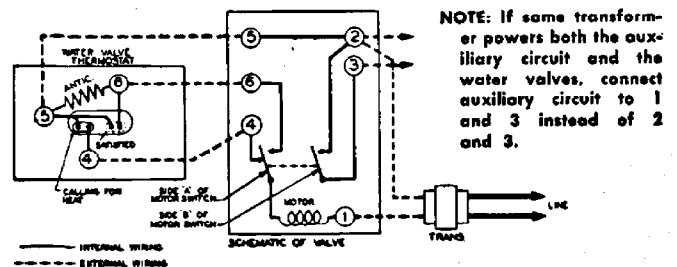 NOTE: If same transform-
er powers both the aux-
iliary circuit and the
water valves, connect
auxiliary circuit to 1
and 3 instead of 2
and 3.
WATER VALVE
THERMOSTAT
ANTIC.
6
5
SATISFIED
4
CALLING FOR
HEAT
5
2
3
6
4
SIDE "A" OF
MOTOR SWITCH
SIDE "B" OF
MOTOR SWITCH
MOTOR
1
SCHEMATIC OF VALVE
TRANS.
LINE
INTERNAL WIRING
EXTERNAL WIRING